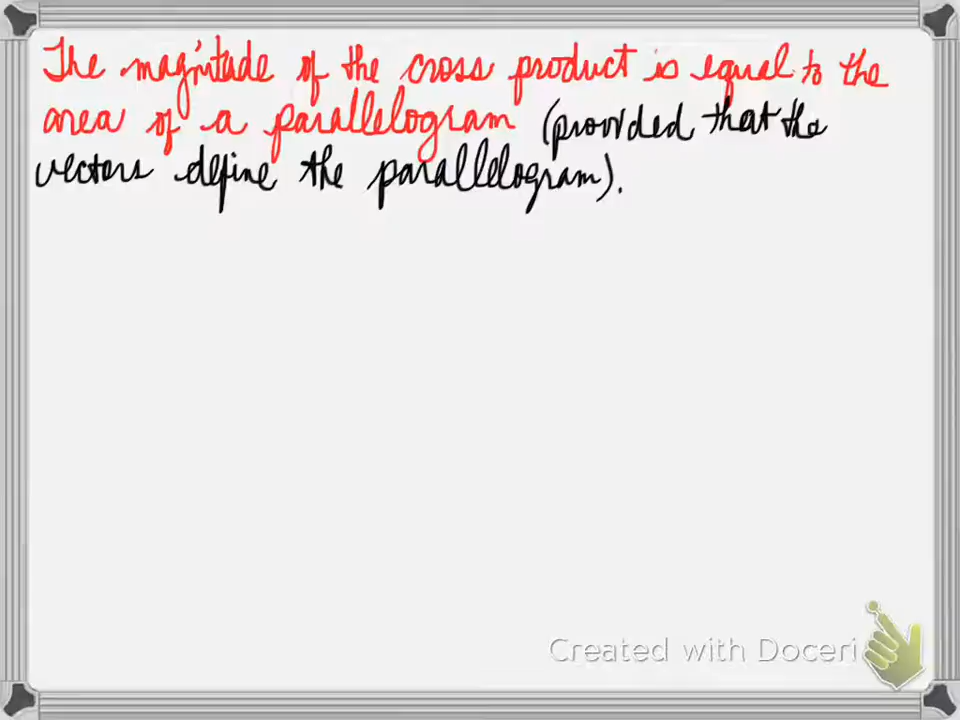 The magnitude of the cross product is equal to the
area of a parallelogram (provided that the
vectors define the parallelogram).
Created with Doceri